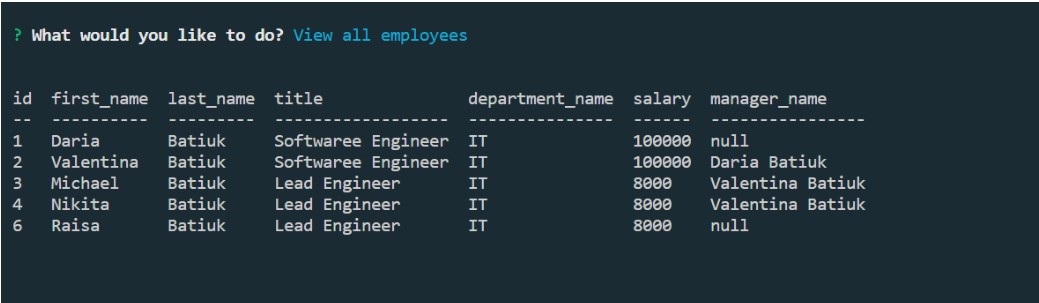 ? What would you like to do? View all employees
id first_name last_name title department_name salary manager_name
-- ---------- --------- ------------------ --------------- ------ ----------------
1 Daria Batiuk Softwaree Engineer IT 100000 null
2 Valentina Batiuk Softwaree Engineer IT 100000 Daria Batiuk
3 Michael Batiuk Lead Engineer IT 8000 Valentina Batiuk
4 Nikita Batiuk Lead Engineer IT 8000 Valentina Batiuk
6 Raisa Batiuk Lead Engineer IT 8000 null